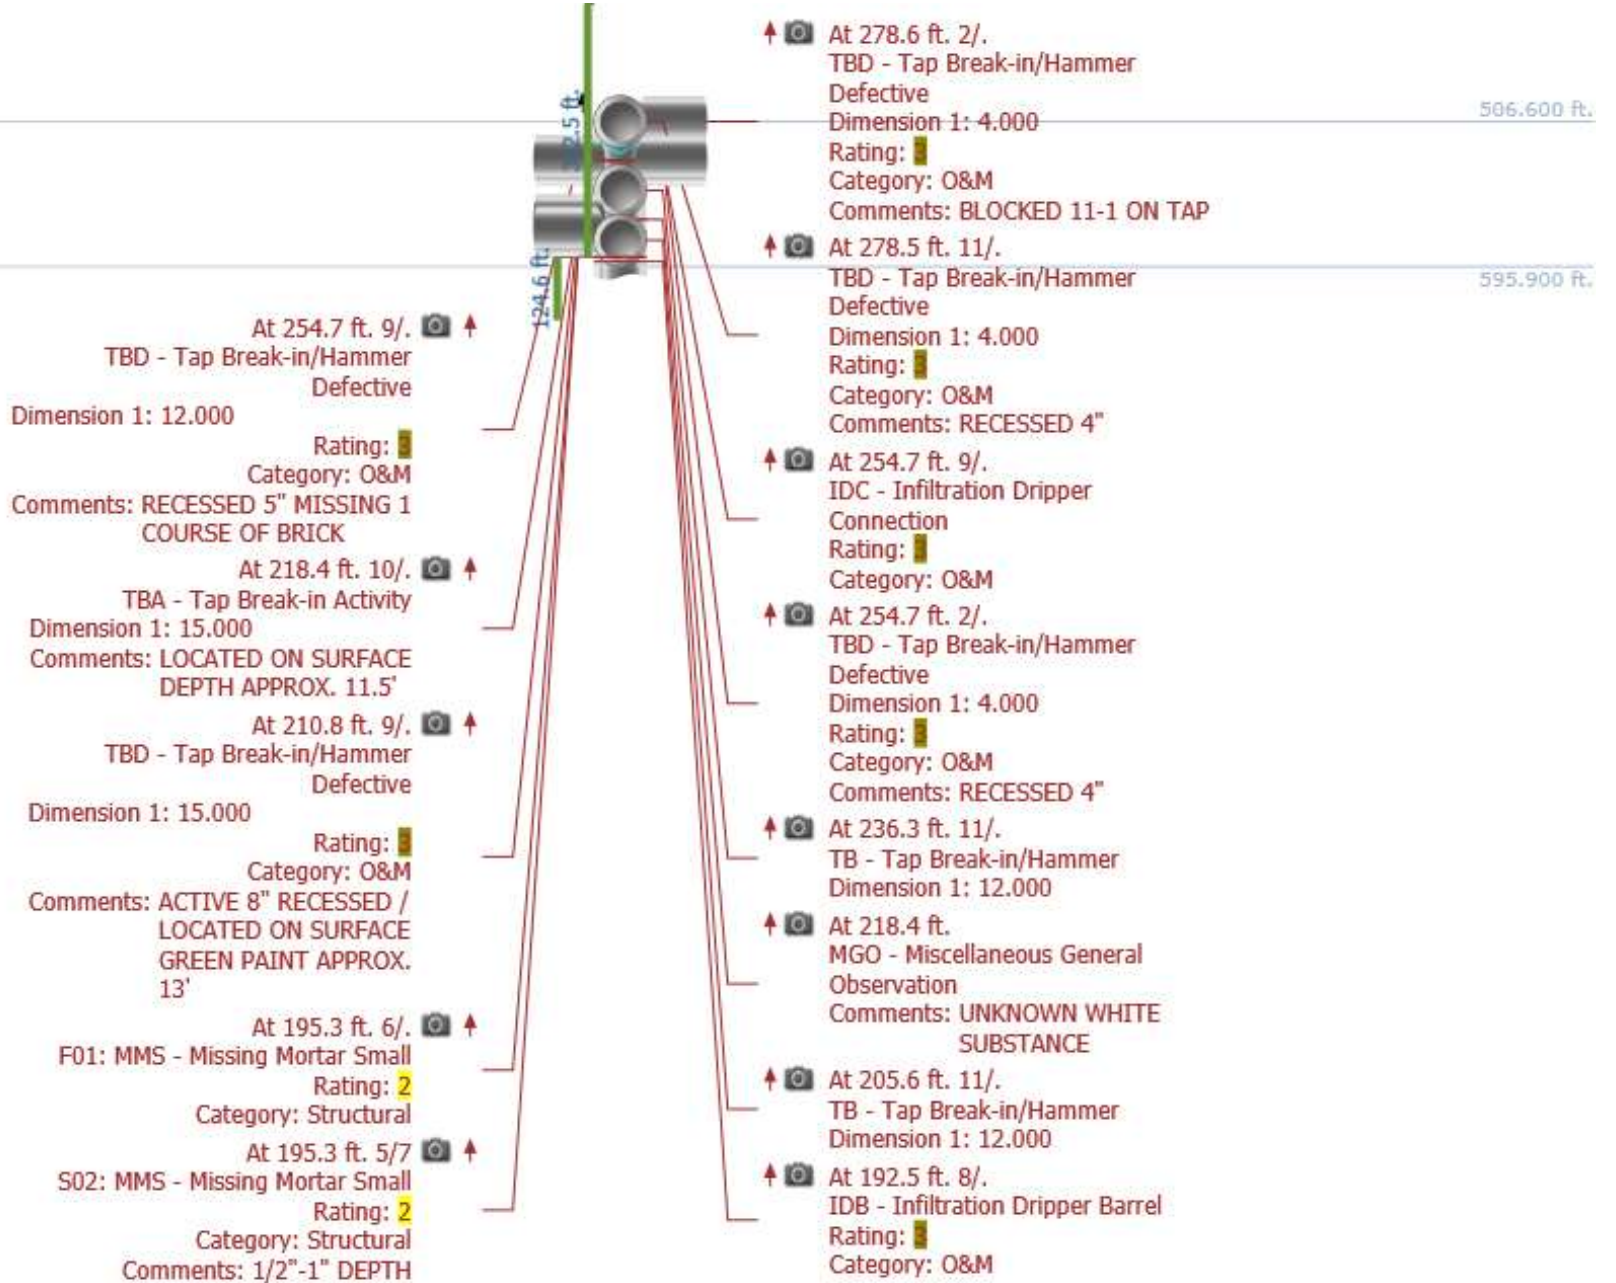 At 278.6 ft. 2/.
TBD - Tap Break-in/Hammer
Defective
Dimension 1: 4.000
Rating: 3
Category: O&M
Comments: BLOCKED 11-1 ON TAP
At 278.5 ft. 11/.
TBD - Tap Break-in/Hammer
Defective
Dimension 1: 4.000
Rating: 3
Category: O&M
Comments: RECESSED 4"
At 254.7 ft. 9/.
IDC - Infiltration Dripper
Connection
Rating: 3
Category: O&M
At 254.7 ft. 2/.
TBD - Tap Break-in/Hammer
Defective
Dimension 1: 4.000
Rating: 3
Category: O&M
Comments: RECESSED 4"
At 236.3 ft. 11/.
TB - Tap Break-in/Hammer
Dimension 1: 12.000
At 218.4 ft.
MGO - Miscellaneous General
Observation
Comments: UNKNOWN WHITE
SUBSTANCE
At 205.6 ft. 11/.
TB - Tap Break-in/Hammer
Dimension 1: 12.000
At 192.5 ft. 8/.
IDB - Infiltration Dripper Barrel
Rating: 3
Category: O&M
506.600 ft.
595.900 ft.
2.5 ft.
124.6 ft.
At 254.7 ft. 9/.
TBD - Tap Break-in/Hammer
Defective
Dimension 1: 12.000
Rating: 3
Category: O&M
Comments: RECESSED 5" MISSING 1
COURSE OF BRICK
At 218.4 ft. 10/.
TBA - Tap Break-in Activity
Dimension 1: 15.000
Comments: LOCATED ON SURFACE
DEPTH APPROX. 11.5'
At 210.8 ft. 9/.
TBD - Tap Break-in/Hammer
Defective
Dimension 1: 15.000
Rating: 3
Category: O&M
Comments: ACTIVE 8" RECESSED /
LOCATED ON SURFACE
GREEN PAINT APPROX.
13'
At 195.3 ft. 6/.
F01: MMS - Missing Mortar Small
Rating: 2
Category: Structural
At 195.3 ft. 5/7
S02: MMS - Missing Mortar Small
Rating: 2
Category: Structural
Comments: 1/2"-1" DEPTH